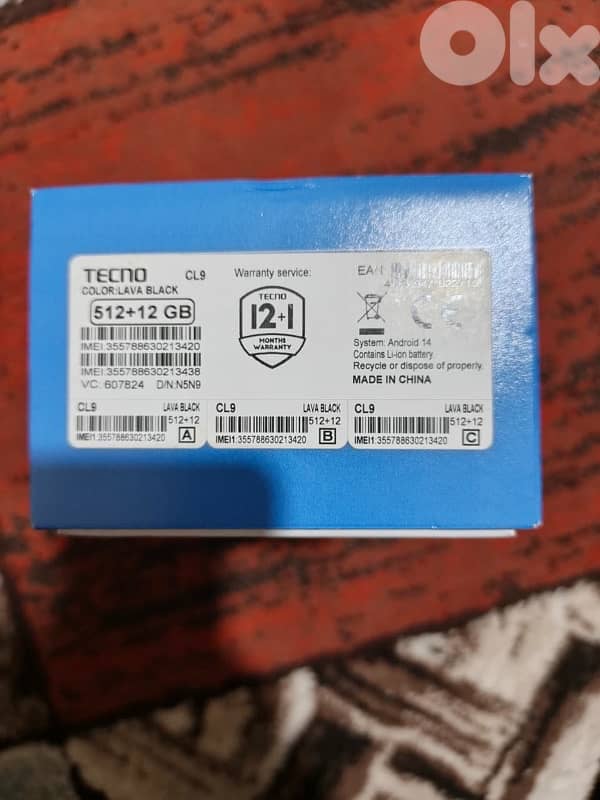 Olx
TECNO CL9
COLOR:LAVA BLACK
512+12 GB
IMEI:355788630213420
IMEI:355788630213438
VC: 607824 D/N:N5N9
Warranty service:
TECNO
12+1
MONTHS
WARRANTY
System: Android 14
Contains Li-ion battery.
Recycle or dispose of properly.
MADE IN CHINA
CL9 LAVA BLACK
512+12
IMEI1:355788630213420 A
CL9 LAVA BLACK
512+12
IMEI1:355788630213420 B
CL9 LAVA BLACK
512+12
IMEI1:355788630213420 C